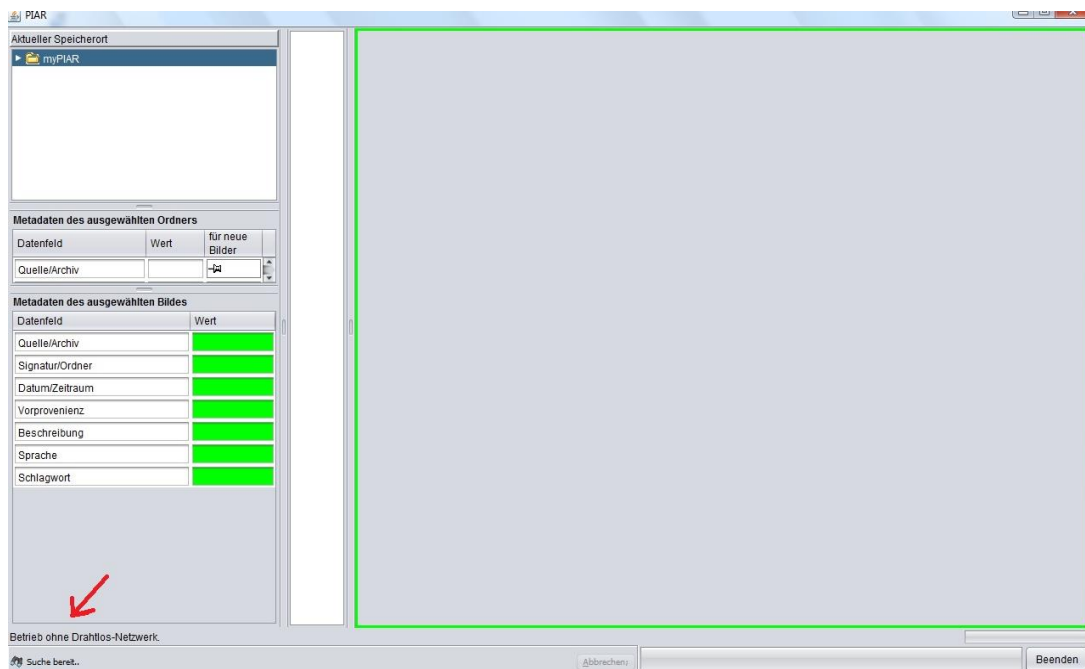 PIAR
Aktueller Speicherort
myPIAR
Metadaten des ausgewählten Ordners
Datenfeld Wert für neue Bilder
Quelle/Archiv
Metadaten des ausgewählten Bildes
Datenfeld Wert
Quelle/Archiv
Signatur/Ordner
Datum/Zeitraum
Vorprovenienz
Beschreibung
Sprache
Schlagwort
Betrieb ohne Drahtlos-Netzwerk.
Suche bereit..
Abbrechen;
Beenden